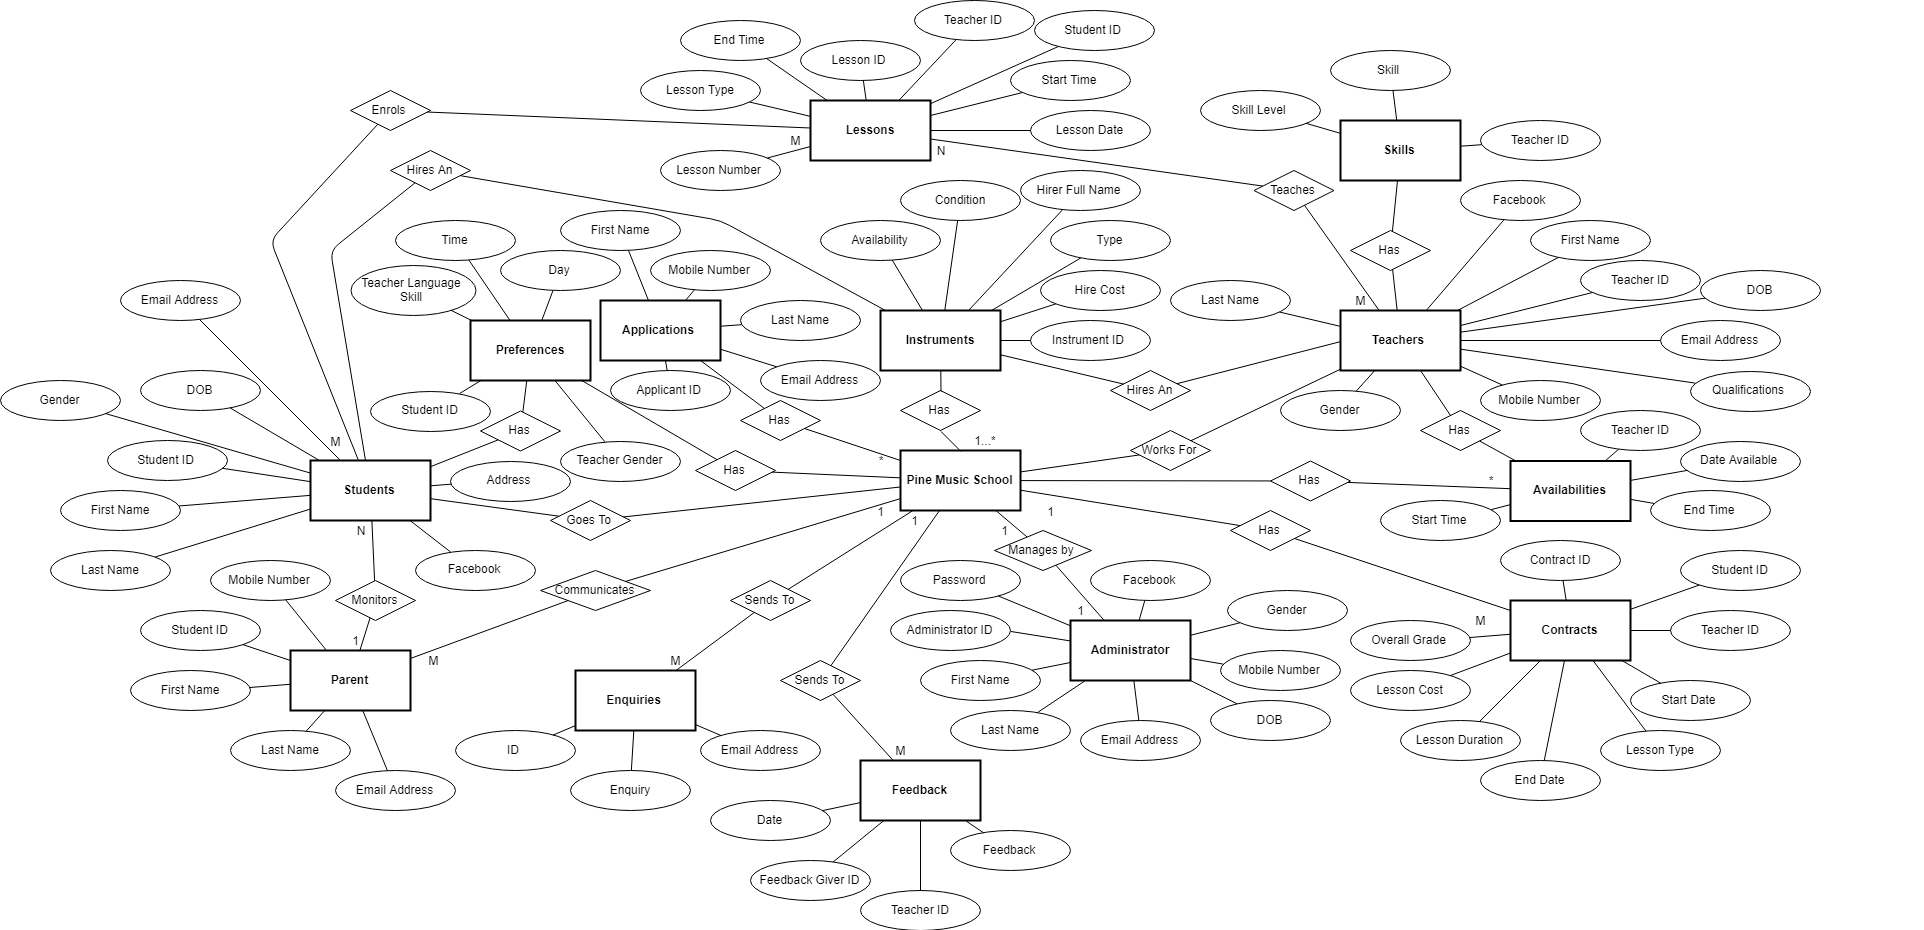 Teacher ID
Student ID
End Time
Lesson ID
Start Time
Lesson Type
Lesson Date
Lessons
Lesson Number
M
N
Enrols
Hires An
Teaches
Skill
Skill Level
Skills
Teacher ID
Has
Condition
Hirer Full Name
Availability
Type
Hire Cost
Instrument ID
Instruments
Hires An
Has
1...*
Facebook
First Name
Teacher ID
DOB
Last Name
M
Teachers
Email Address
Qualifications
Mobile Number
Gender
Has
Works For
Time
Day
Teacher Language
Skill
Preferences
Student ID
Has
Teacher Gender
Has
First Name
Mobile Number
Applications
Last Name
Email Address
Applicant ID
Has
*
Email Address
DOB
Gender
M
Student ID
Students
Address
First Name
Last Name
Facebook
N
Goes To
Pine Music School
1
1
1
1
Has
*
Teacher ID
Date Available
Availabilities
Start Time
End Time
Has
Mobile Number
Monitors
Communicates
Student ID
1
M
First Name
Parent
Last Name
Email Address
Sends To
M
Enquiries
ID
Enquiry
Email Address
Sends To
M
Feedback
Date
Feedback Giver ID
Teacher ID
Feedback
Manages by
1
Password
Facebook
Administrator ID
Gender
Administrator
First Name
Mobile Number
Last Name
Email Address
DOB
Contract ID
Student ID
M
Overall Grade
Contracts
Teacher ID
Lesson Cost
Start Date
Lesson Duration
Lesson Type
End Date